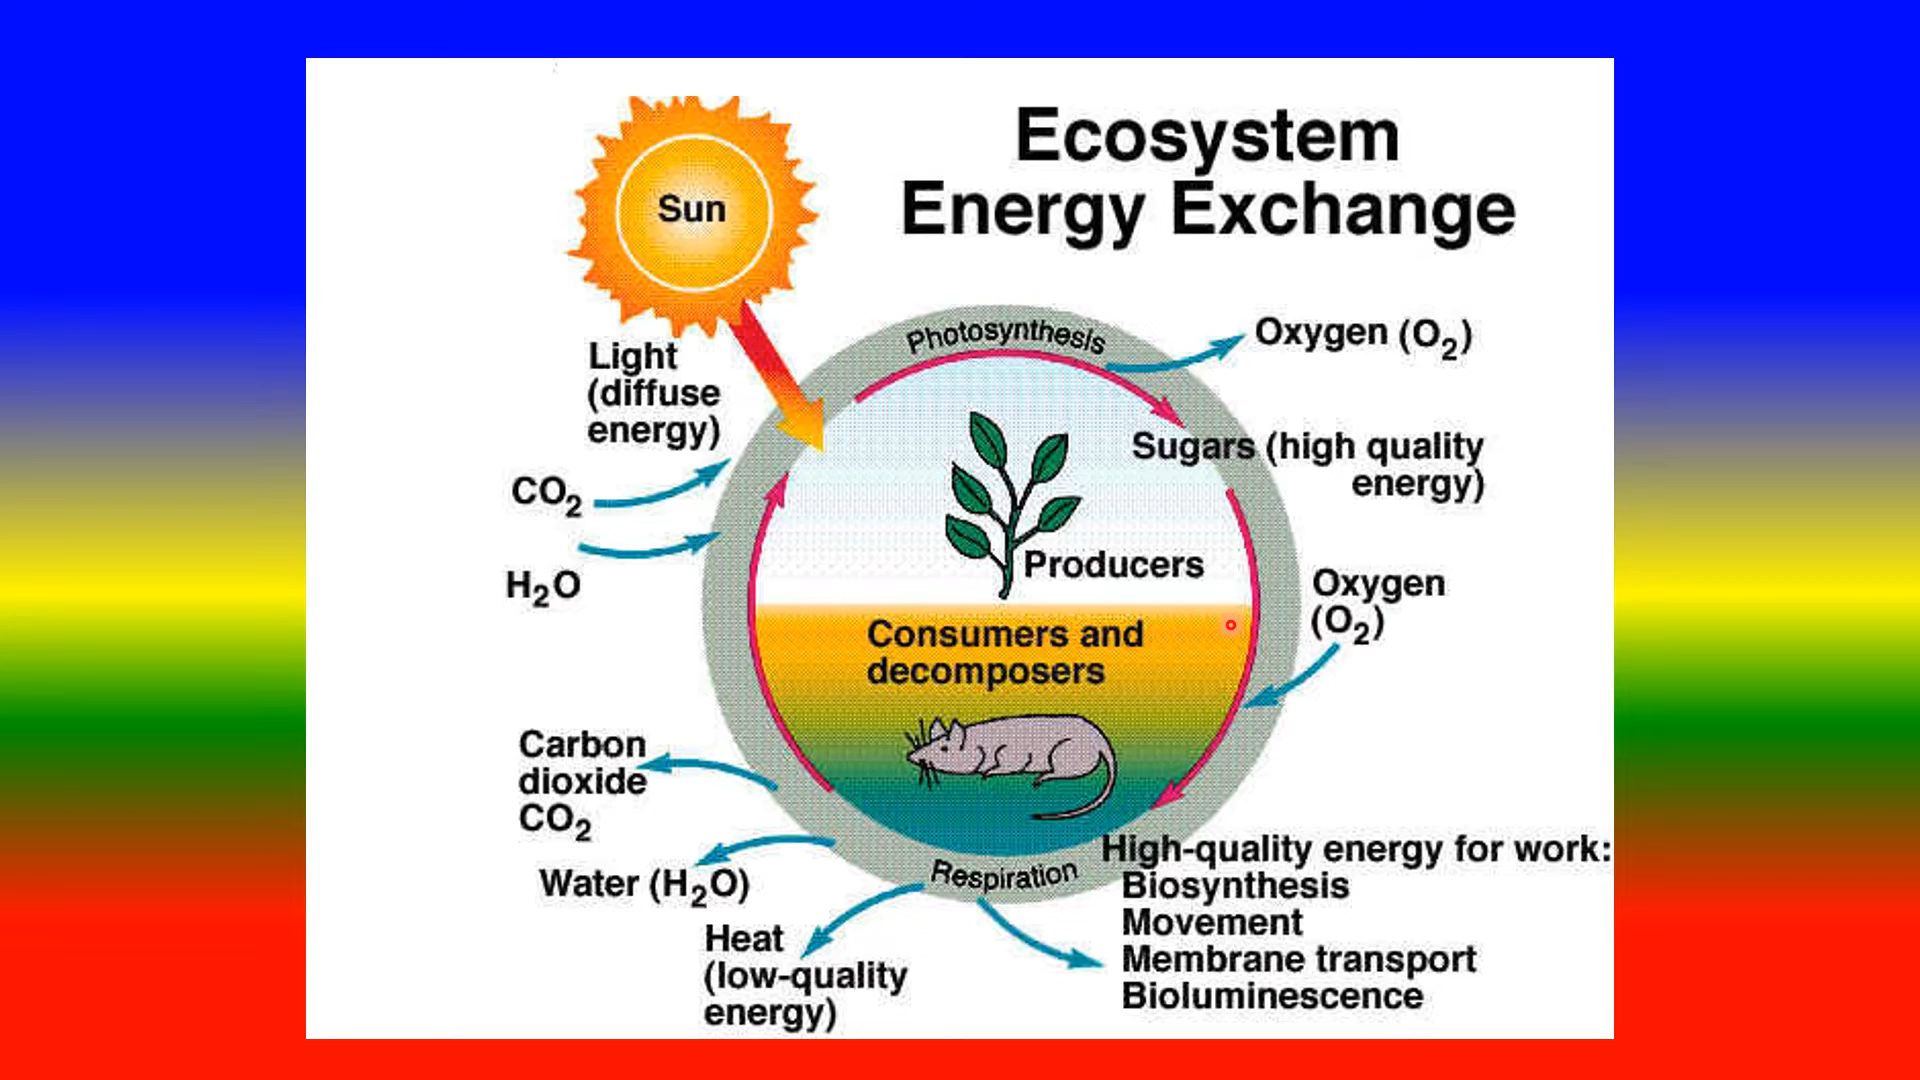 Ecosystem
Energy Exchange
Sun
Light
(diffuse
energy)
Photosynthesis
Oxygen (O₂)
Sugars (high quality
energy)
CO₂
H₂O
Producers
Oxygen
(O₂)
Consumers and
decomposers
Carbon
dioxide
CO₂
Water (H₂O)
Respiration
Heat
(low-quality
energy)
High-quality energy for work:
Biosynthesis
Movement
Membrane transport
Bioluminescence